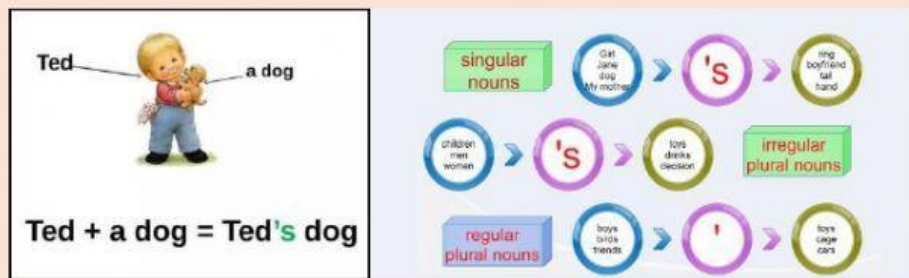 Ted
a dog
Ted + a dog = Ted's dog
singular
nouns
Girl
Jane
dog
My mother
's
ring
boyfriend
tail
hand
children
men
women
's
toys
drinks
decision
irregular
plural nouns
regular
plural nouns
boys
birds
friends
'
toys
cage
cars